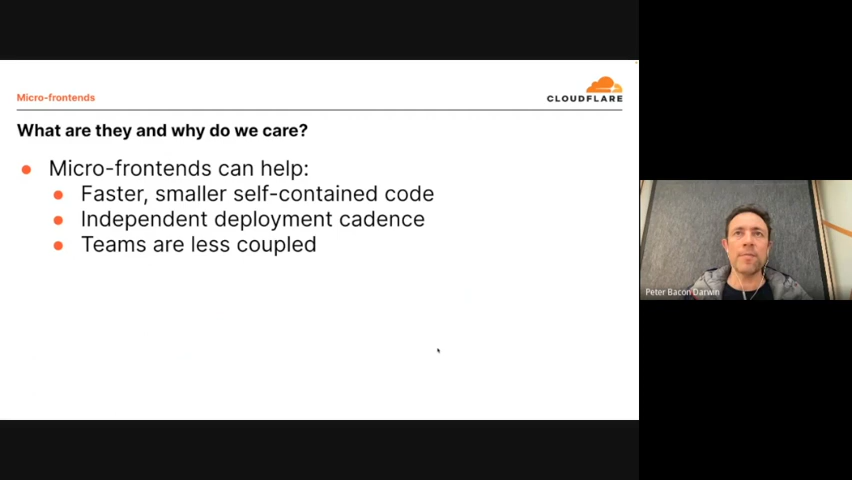 Micro-frontends
CLOUDFLARE
What are they and why do we care?
Micro-frontends can help:
Faster, smaller self-contained code
Independent deployment cadence
Teams are less coupled
Peter Bacon Darwin